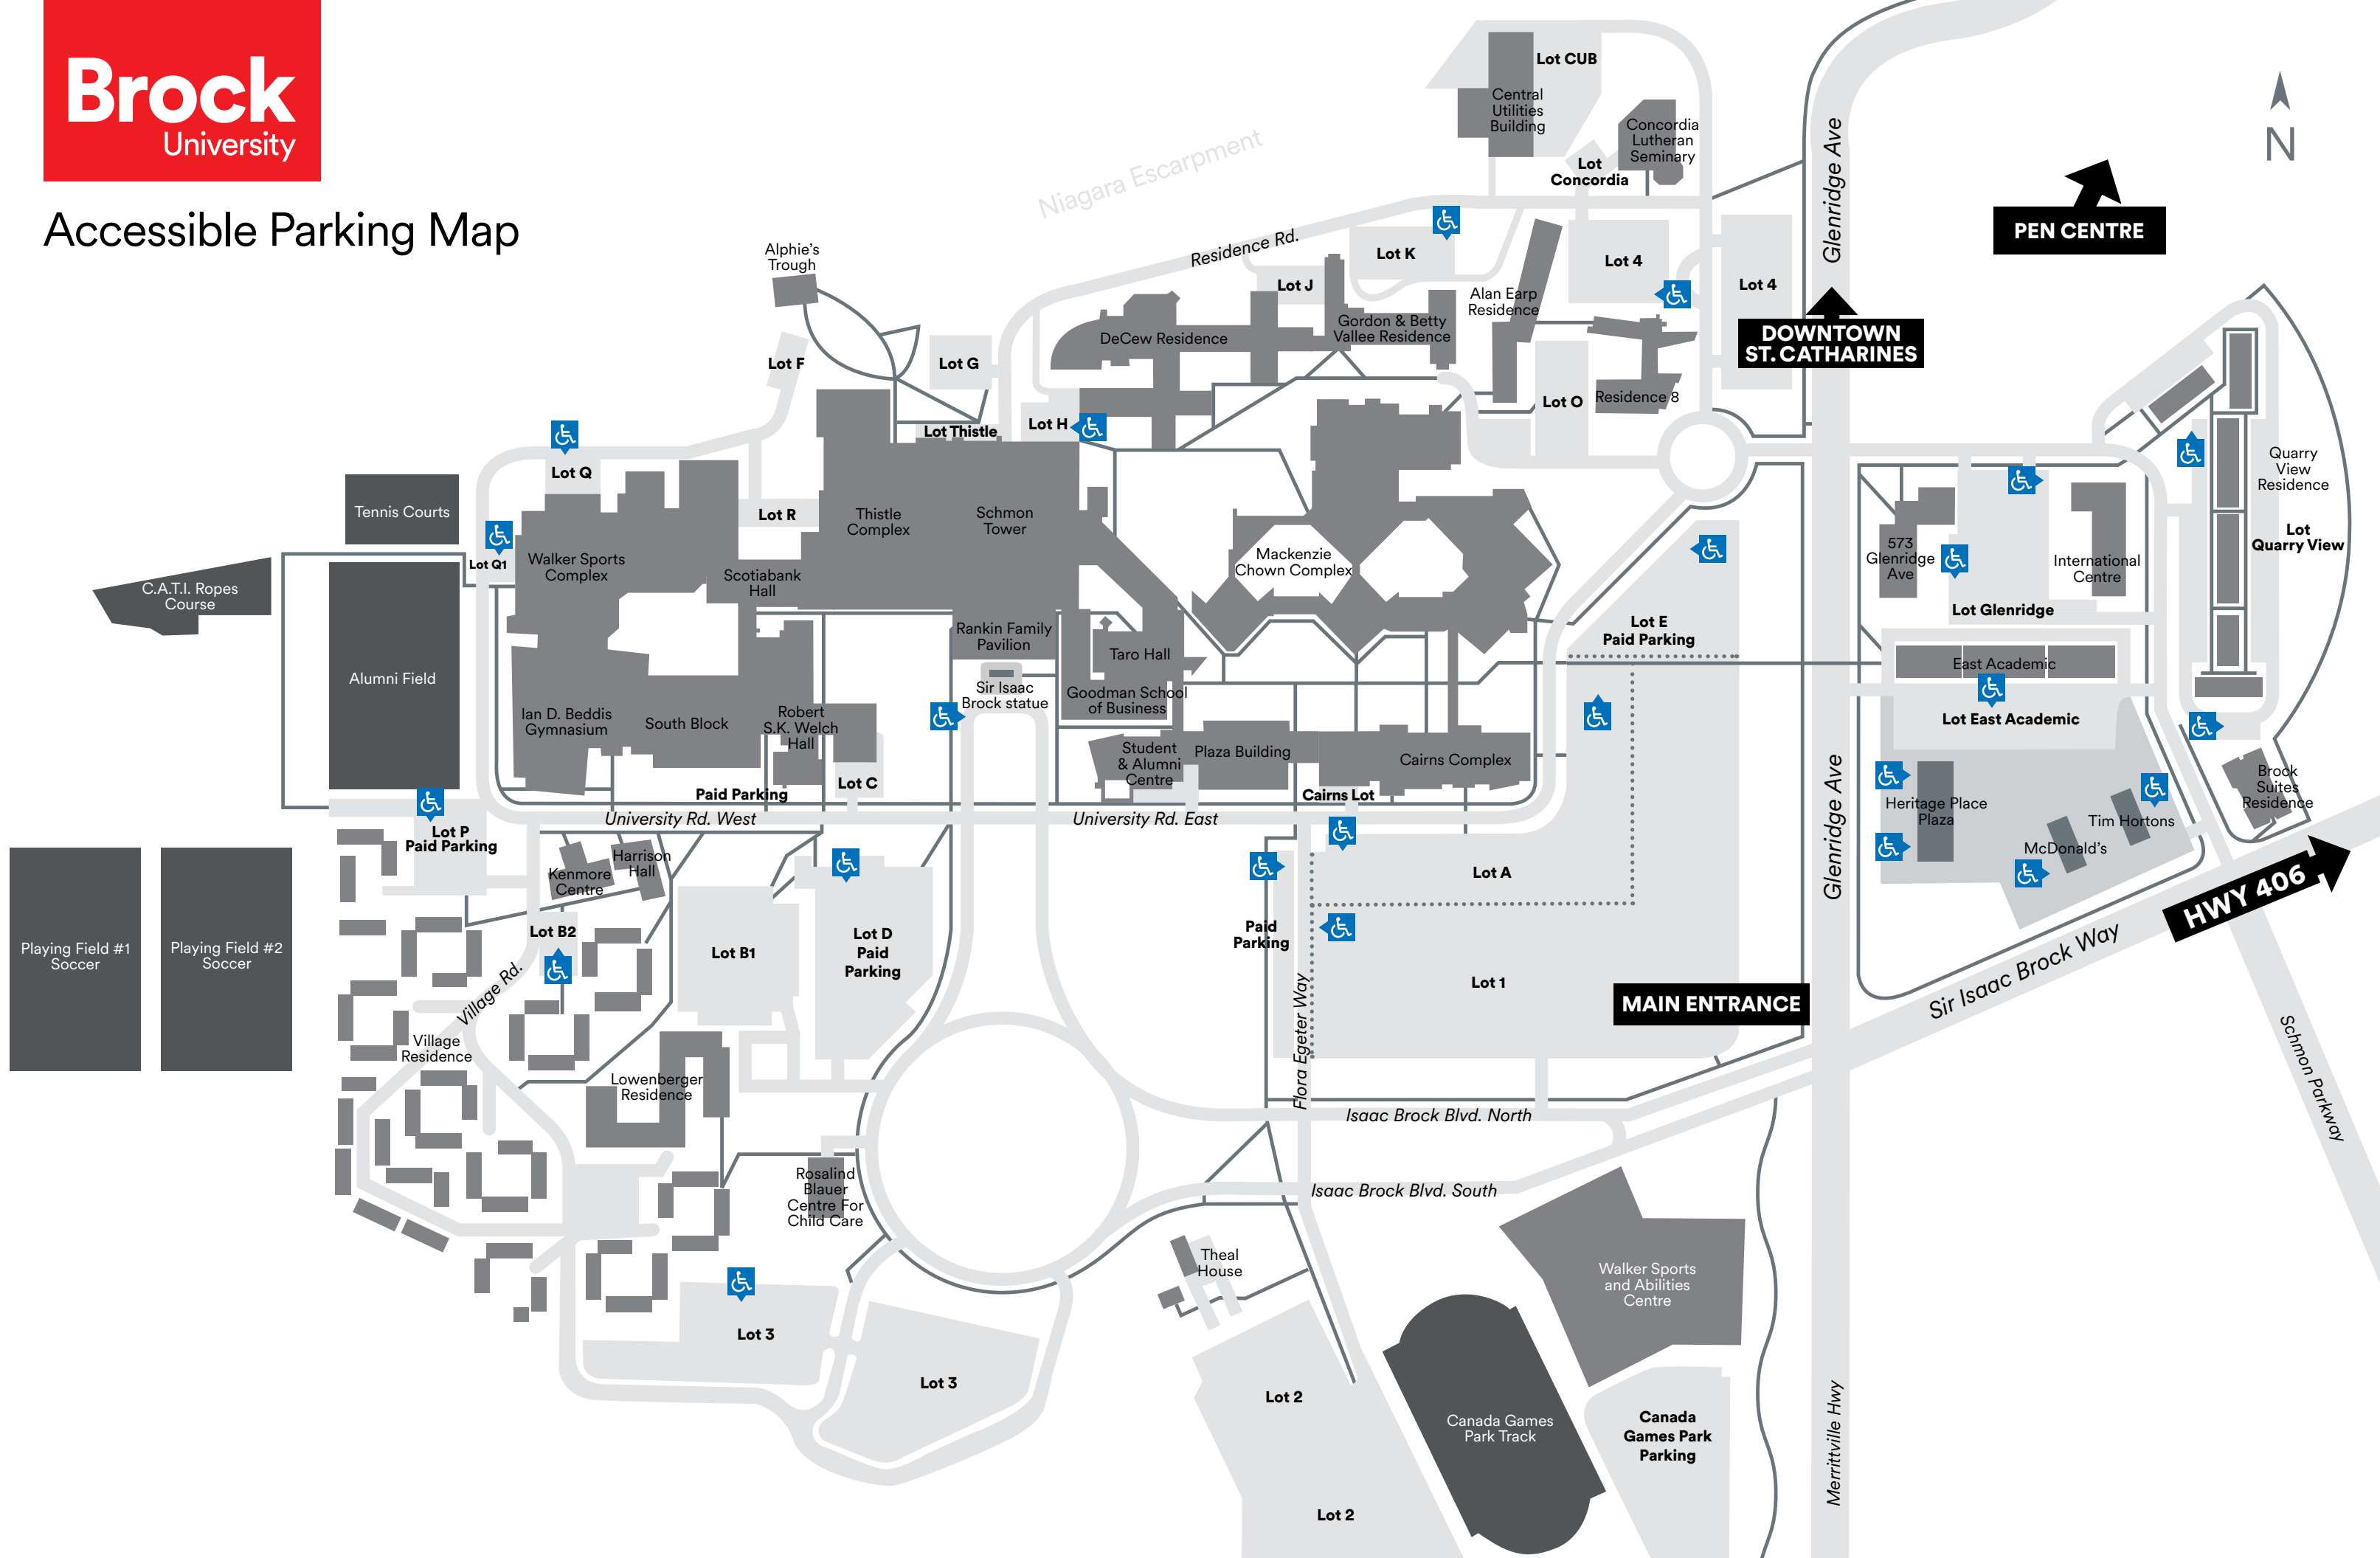 Brock
University
Accessible Parking Map
Niagara Escarpment
Lot CUB
Central
Utilities
Building
Concordia
Lutheran
Seminary
Lot
Concordia
Glenridge Ave
N
PEN CENTRE
Residence Rd.
Alphie's
Trough
Lot K
Lot 4
Lot 4
Lot J
Alan Earp
Residence
DOWNTOWN
ST. CATHARINES
DeCew Residence
Gordon & Betty
Vallee Residence
Lot F
Lot G
Lot O
Residence 8
Lot H
Lot Thistle
Lot Q
Quarry
View
Residence
Lot
Quarry View
Tennis Courts
Lot R
Thistle
Complex
Schmon
Tower
Mackenzie
Chown Complex
573
Glenridge
Ave
International
Centre
Lot Q1
Walker Sports
Complex
Scotiabank
Hall
C.A.T.I. Ropes
Course
Lot Glenridge
Lot E
Paid Parking
Rankin Family
Pavilion
Taro Hall
East Academic
Alumni Field
Sir Isaac
Brock statue
Goodman School
of Business
Lot East Academic
Ian D. Beddis
Gymnasium
South Block
Robert
S.K. Welch
Hall
Student
& Alumni
Centre
Plaza Building
Cairns Complex
Lot C
Paid Parking
Cairns Lot
University Rd. West
University Rd. East
Glenridge Ave
Heritage Place
Plaza
Tim Hortons
McDonald's
Brock
Suites
Residence
Lot P
Paid Parking
Kenmore
Centre
Harrison
Hall
Lot A
HWY 406
Playing Field #1
Soccer
Playing Field #2
Soccer
Lot B2
Lot B1
Lot D
Paid
Parking
Paid
Parking
Lot 1
Village Rd.
MAIN ENTRANCE
Sir Isaac Brock Way
Schmon Parkway
Village
Residence
Flora Egeter Way
Lowenberger
Residence
Isaac Brock Blvd. North
Rosalind
Blauer
Centre For
Child Care
Isaac Brock Blvd. South
Theal
House
Walker Sports
and Abilities
Centre
Lot 3
Lot 3
Lot 2
Canada Games
Park Track
Canada
Games Park
Parking
Merrittville Hwy
Lot 2